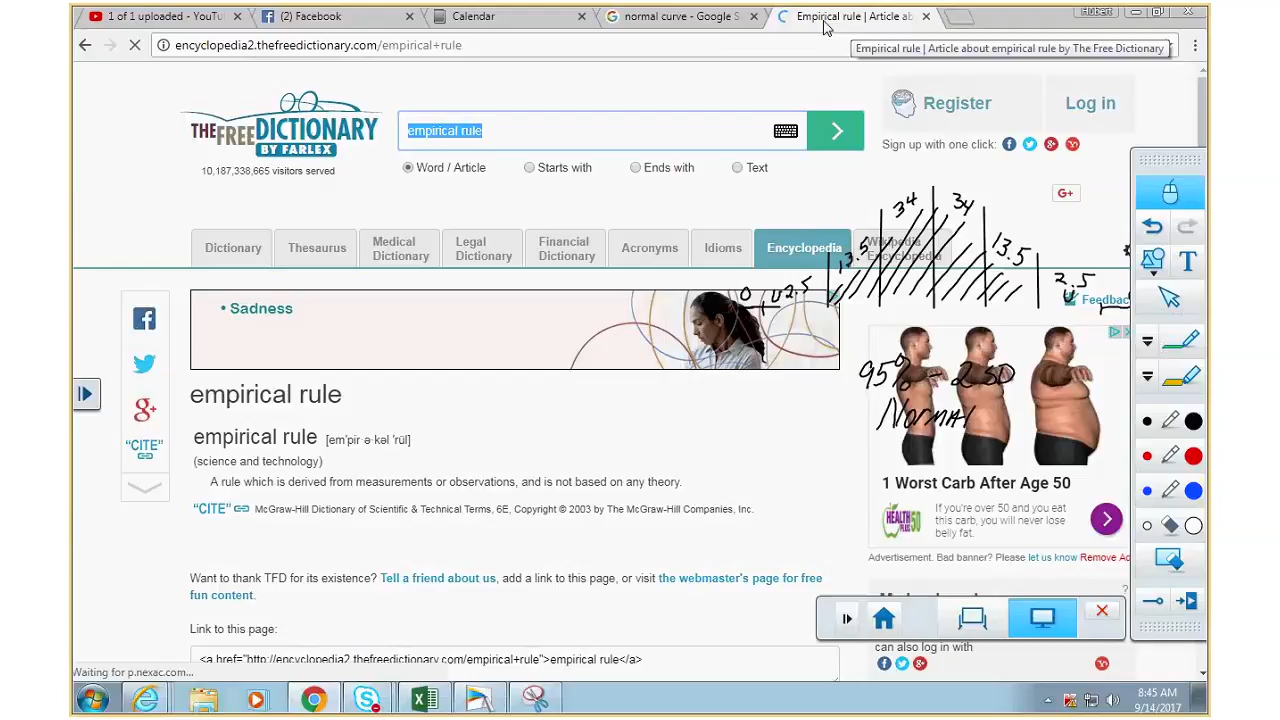 1 of 1 uploaded - YouTu
(2) Facebook
Calendar
normal curve - Google S
Empirical rule | Article ab
Hubert
encyclopedia2.thefreedictionary.com/empirical+rule
Empirical rule | Article about empirical rule by The Free Dictionary
THE FREE DICTIONARY
BY FARLEX
10,187,338,665 visitors served
empirical rule
Word / Article
Starts with
Ends with
Text
Register
Log in
Sign up with one click:
G+
Dictionary
Thesaurus
Medical Dictionary
Legal Dictionary
Financial Dictionary
Acronyms
Idioms
Encyclopedia
Wikipedia Encyclopedia
34
34
13.5
13.5
0
2.5
2.5
Feedbac
• Sadness
95% - 2SD
Normal
"CITE"
empirical rule
empirical rule [em'pir·ə·kəl 'rül]
(science and technology)
A rule which is derived from measurements or observations, and is not based on any theory.
"CITE" McGraw-Hill Dictionary of Scientific & Technical Terms, 6E, Copyright © 2003 by The McGraw-Hill Companies, Inc.
1 Worst Carb After Age 50
HEALTH PLUS 50
If you're over 50 and you eat
this carb, you will never lose
belly fat.
Advertisement. Bad banner? Please let us know Remove Ad
Want to thank TFD for its existence? Tell a friend about us, add a link to this page, or visit the webmaster's page for free
fun content.
Link to this page:
<a href="http://encyclopedia2.thefreedictionary.com/empirical+rule">empirical rule</a>
can also log in with
Waiting for p.nexac.com...
T
8:45 AM
9/14/2017